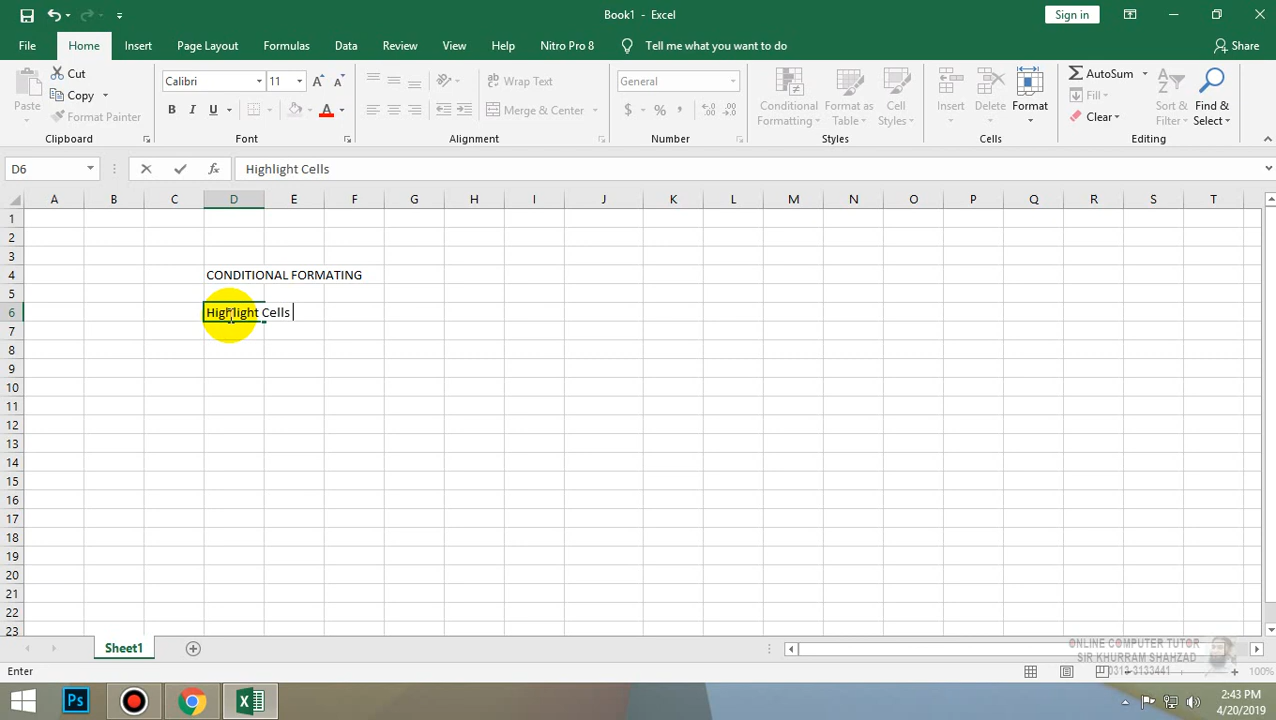 Book1 - Excel
Sign in
File Home Insert Page Layout Formulas Data Review View Help Nitro Pro 8 Tell me what you want to do Share
Cut
Copy
Format Painter
Paste
Clipboard
Calibri 11
B I U A
Font
Wrap Text
Merge & Center
Alignment
General
$ % ,
Number
Conditional Formatting
Format as Table
Cell Styles
Styles
Insert Delete Format
Cells
AutoSum
Fill
Clear
Sort & Filter
Find & Select
Editing
D6 fx Highlight Cells
A B C D E F G H I J K L M N O P Q R S T
1
2
3
4 CONDITIONAL FORMATING
5
6 Highlight Cells
7
8
9
10
11
12
13
14
15
16
17
18
19
20
21
22
23
Sheet1
ONLINE COMPUTER TUTOR
SIR KHURRAM SHAHZAD
Enter
100%
Ps
2:43 PM
4/20/2019